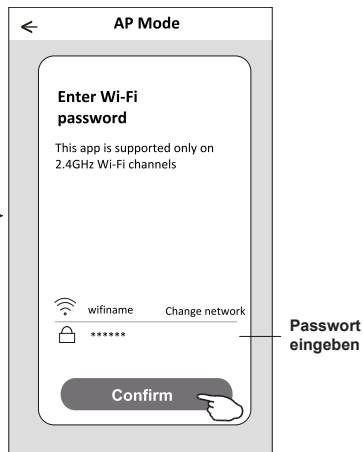 AP Mode
Enter Wi-Fi
password
This app is supported only on
2.4GHz Wi-Fi channels
wifiname Change network
******
Passwort
eingeben
Confirm